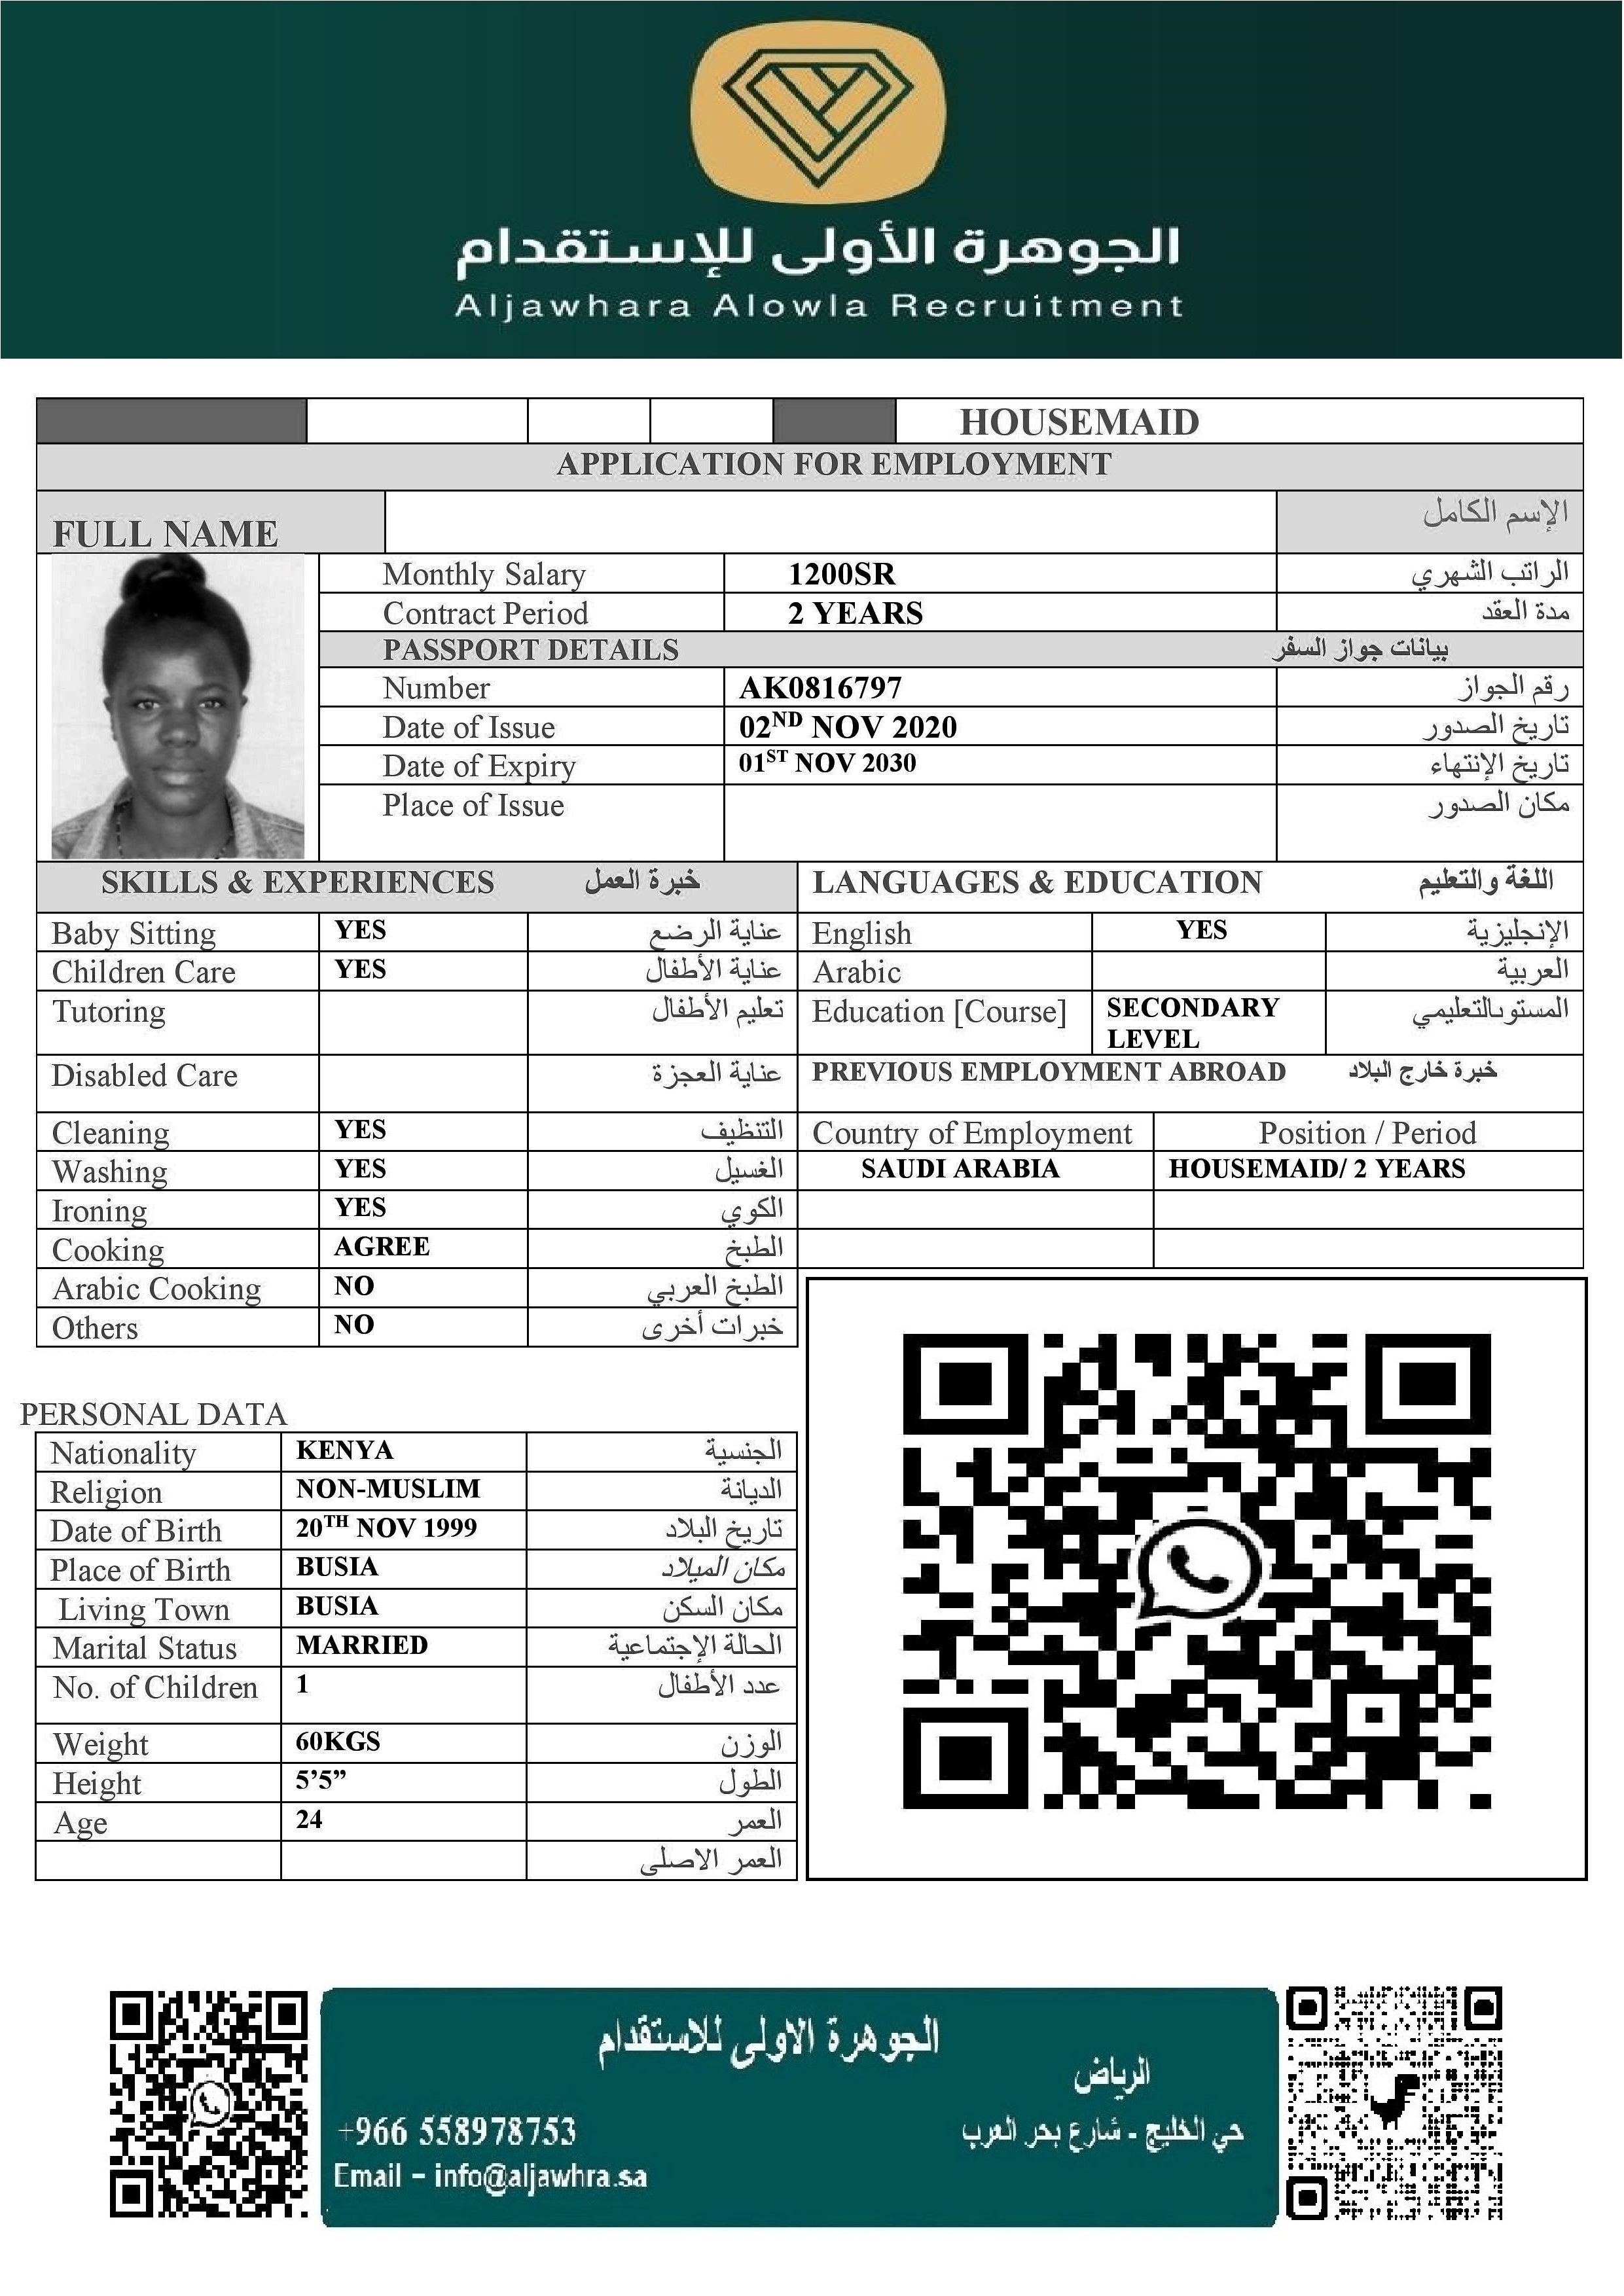 الجوهرة الأولى للإستقدام
Aljawhara Alowla Recruitment
HOUSEMAID
APPLICATION FOR EMPLOYMENT
FULL NAME الإسم الكامل
Monthly Salary 1200SR الراتب الشهري
Contract Period 2 YEARS مدة العقد
PASSPORT DETAILS بيانات جواز السفر
Number AK0816797 رقم الجواز
Date of Issue 02ND NOV 2020 تاريخ الصدور
Date of Expiry 01ST NOV 2030 تاريخ الإنتهاء
Place of Issue مكان الصدور
SKILLS & EXPERIENCES خبرة العمل
Baby Sitting YES عناية الرضع
Children Care YES عناية الأطفال
Tutoring تعليم الأطفال
Disabled Care عناية العجزة
Cleaning YES التنظيف
Washing YES الغسيل
Ironing YES الكوي
Cooking AGREE الطبخ
Arabic Cooking NO الطبخ العربي
Others NO خبرات أخرى
LANGUAGES & EDUCATION اللغة والتعليم
English YES الإنجليزية
Arabic العربية
Education [Course] SECONDARY LEVEL المستوىالتعليمي
PREVIOUS EMPLOYMENT ABROAD خبرة خارج البلاد
Country of Employment Position / Period
SAUDI ARABIA HOUSEMAID/ 2 YEARS
PERSONAL DATA
Nationality KENYA الجنسية
Religion NON-MUSLIM الديانة
Date of Birth 20TH NOV 1999 تاريخ البلاد
Place of Birth BUSIA مكان الميلاد
Living Town BUSIA مكان السكن
Marital Status MARRIED الحالة الإجتماعية
No. of Children 1 عدد الأطفال
Weight 60KGS الوزن
Height 5’5” الطول
Age 24 العمر
العمر الاصلى
الجوهرة الاولى للاستقدام
الرياض
+966 558978753
حي الخليج - شارع بحر العرب
Email – info@aljawhra.sa